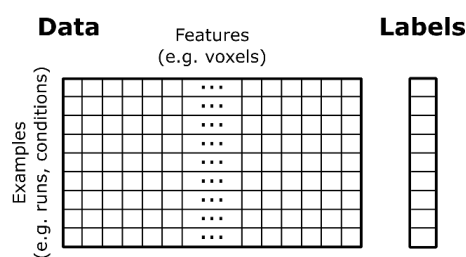 Data
Features
(e.g. voxels)
Labels
Examples
(e.g. runs, conditions)
...
...
...
...
...
...
...
...
...